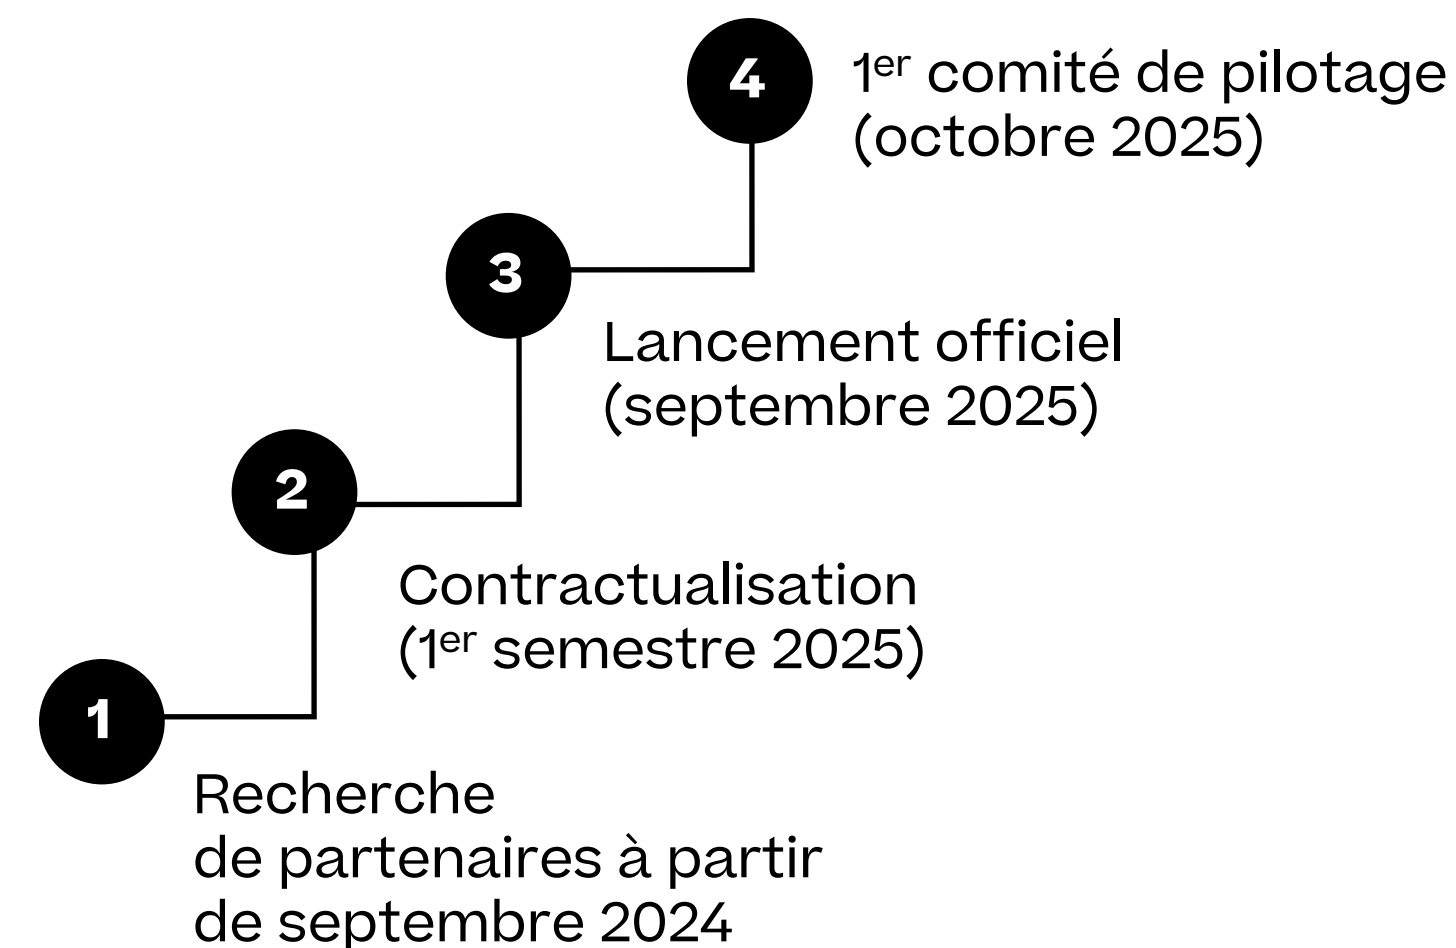 4
1er comité de pilotage
(octobre 2025)
3
Lancement officiel
(septembre 2025)
2
Contractualisation
(1er semestre 2025)
1
Recherche
de partenaires à partir
de septembre 2024